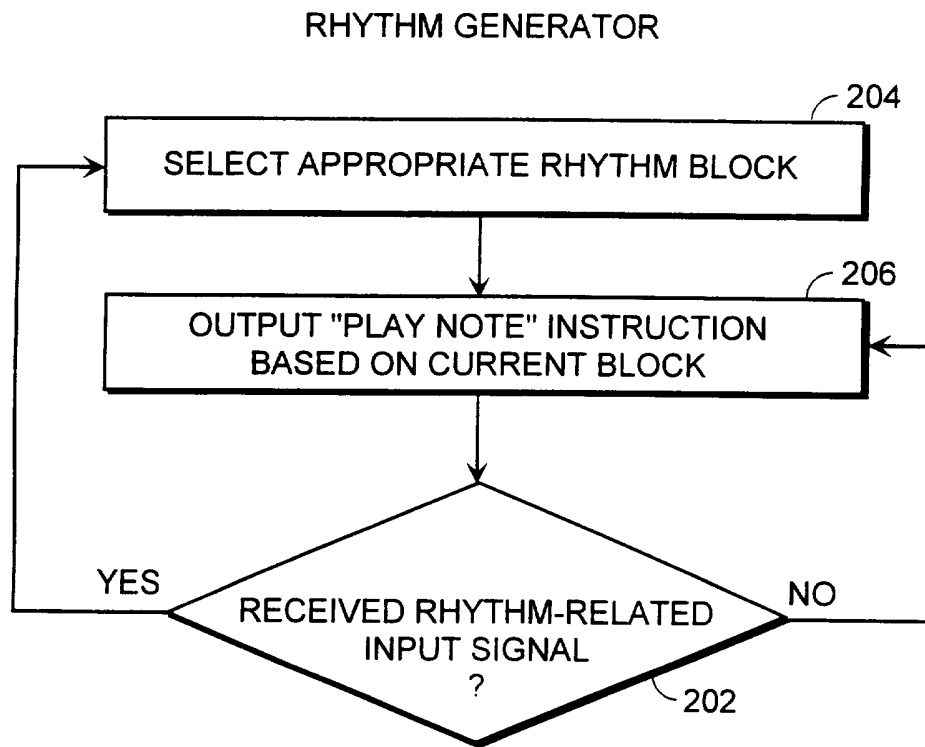 RHYTHM GENERATOR
204
SELECT APPROPRIATE RHYTHM BLOCK
206
OUTPUT "PLAY NOTE" INSTRUCTION
BASED ON CURRENT BLOCK
YES
NO
RECEIVED RHYTHM-RELATED
INPUT SIGNAL
?
202